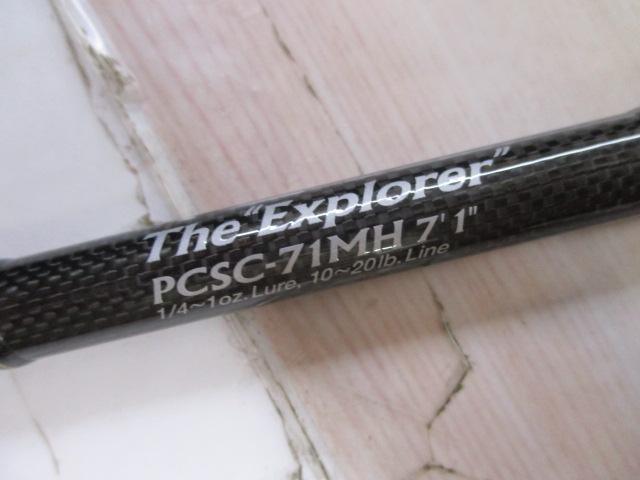 The "Explorer"
PCSC-71MH 7' 1"
1/4~1oz. Lure, 10~20lb. Line